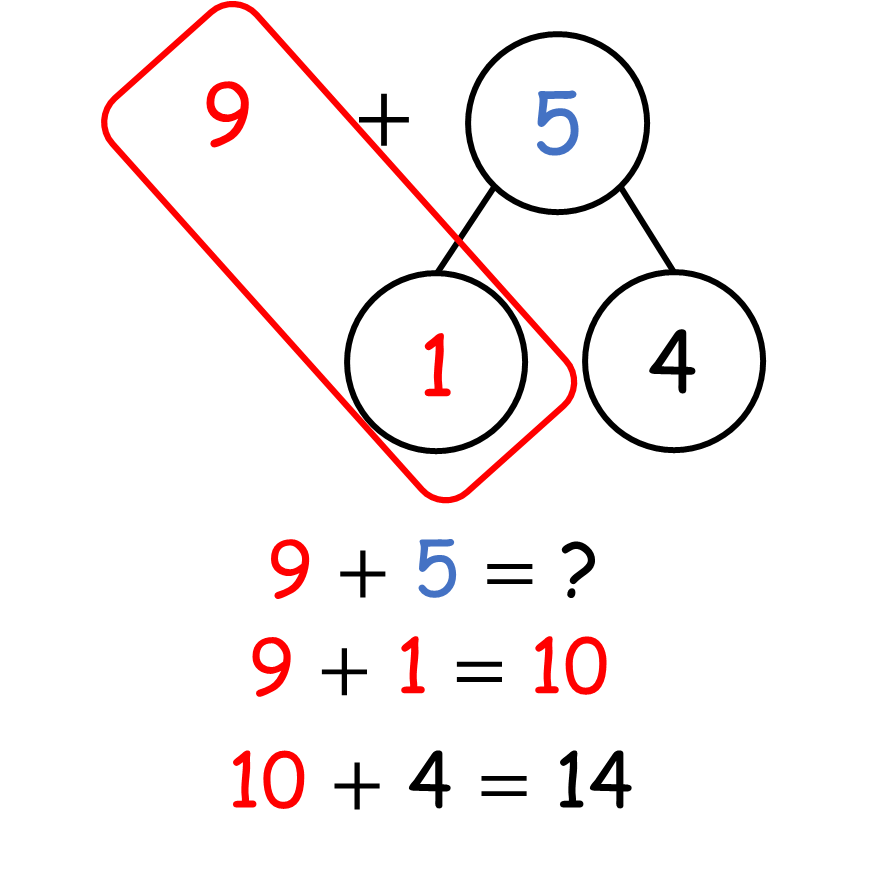 9 + 5
1 4
9 + 5 = ?
9 + 1 = 10
10 + 4 = 14